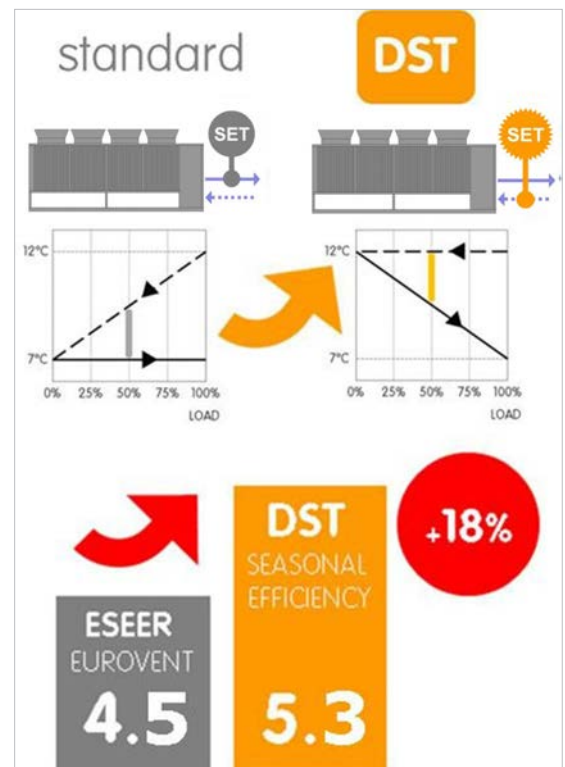 standard
DST
SET
SET
12°C
7°C
0% 25% 50% 75% 100%
LOAD
12°C
7°C
0% 25% 50% 75% 100%
LOAD
DST
SEASONAL
EFFICIENCY
+18%
ESEER
EUROVENT
4.5
5.3